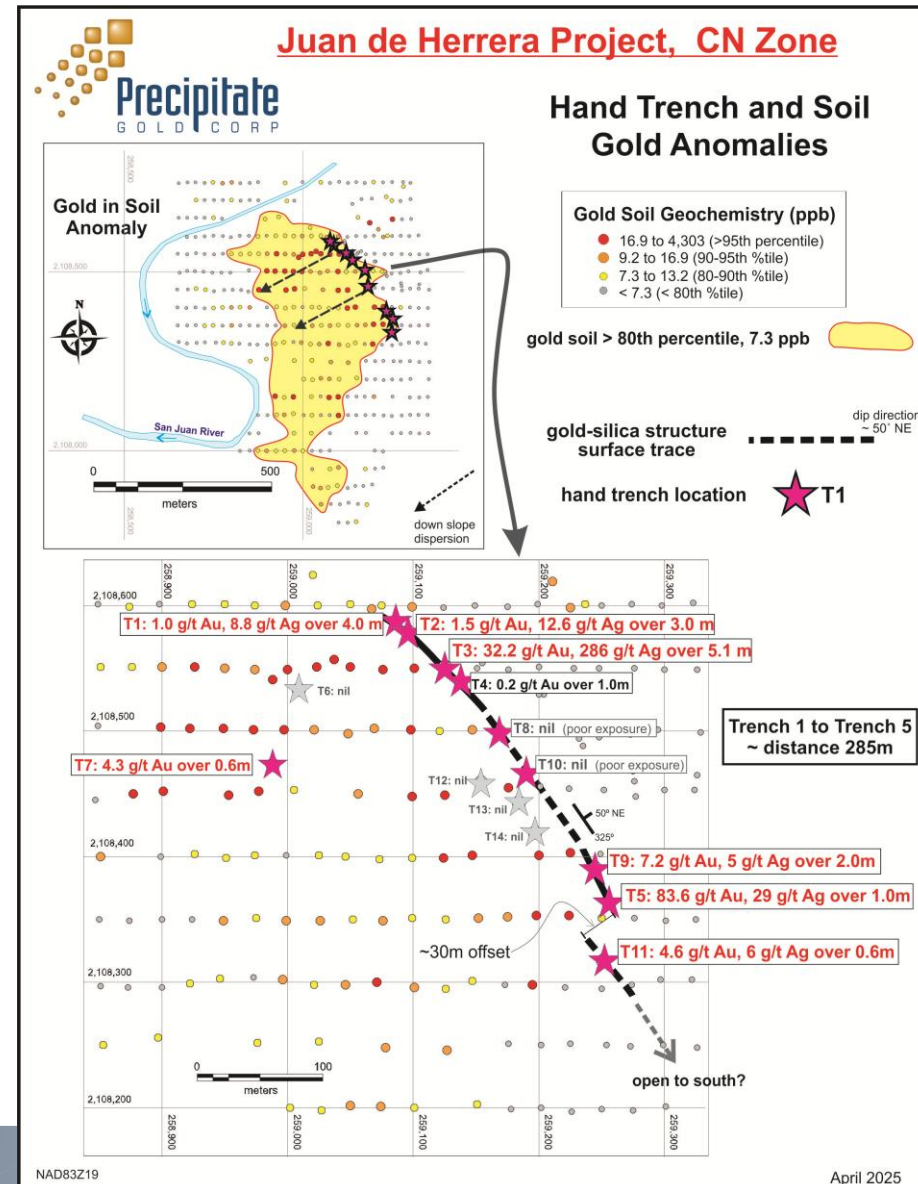 Juan de Herrera Project, CN Zone
Precipitate
GOLD CORP
Hand Trench and Soil
Gold Anomalies
Gold in Soil
Anomaly
258,500
2,108,500
N
San Juan River
2,108,000
0 500
meters
258,500
259,000
down slope
dispersion
Gold Soil Geochemistry (ppb)
16.9 to 4,303 (>95th percentile)
9.2 to 16.9 (90-95th %tile)
7.3 to 13.2 (80-90th %tile)
< 7.3 (< 80th %tile)
gold soil > 80th percentile, 7.3 ppb
dip direction
~ 50° NE
gold-silica structure
surface trace
hand trench location T1
258,900 259,000 259,100 259,200 259,300
2,108,600
T1: 1.0 g/t Au, 8.8 g/t Ag over 4.0 m
T2: 1.5 g/t Au, 12.6 g/t Ag over 3.0 m
T3: 32.2 g/t Au, 286 g/t Ag over 5.1 m
T4: 0.2 g/t Au over 1.0m
T6: nil
2,108,500
T8: nil (poor exposure)
Trench 1 to Trench 5
~ distance 285m
T7: 4.3 g/t Au over 0.6m
T10: nil (poor exposure)
T12: nil
T13: nil
T14: nil
50° NE
325°
2,108,400
T9: 7.2 g/t Au, 5 g/t Ag over 2.0m
T5: 83.6 g/t Au, 29 g/t Ag over 1.0m
~30m offset
T11: 4.6 g/t Au, 6 g/t Ag over 0.6m
2,108,300
0 100
meters
open to south?
2,108,200
258,900 259,000 259,100 259,200 259,300
NAD83Z19
April 2025